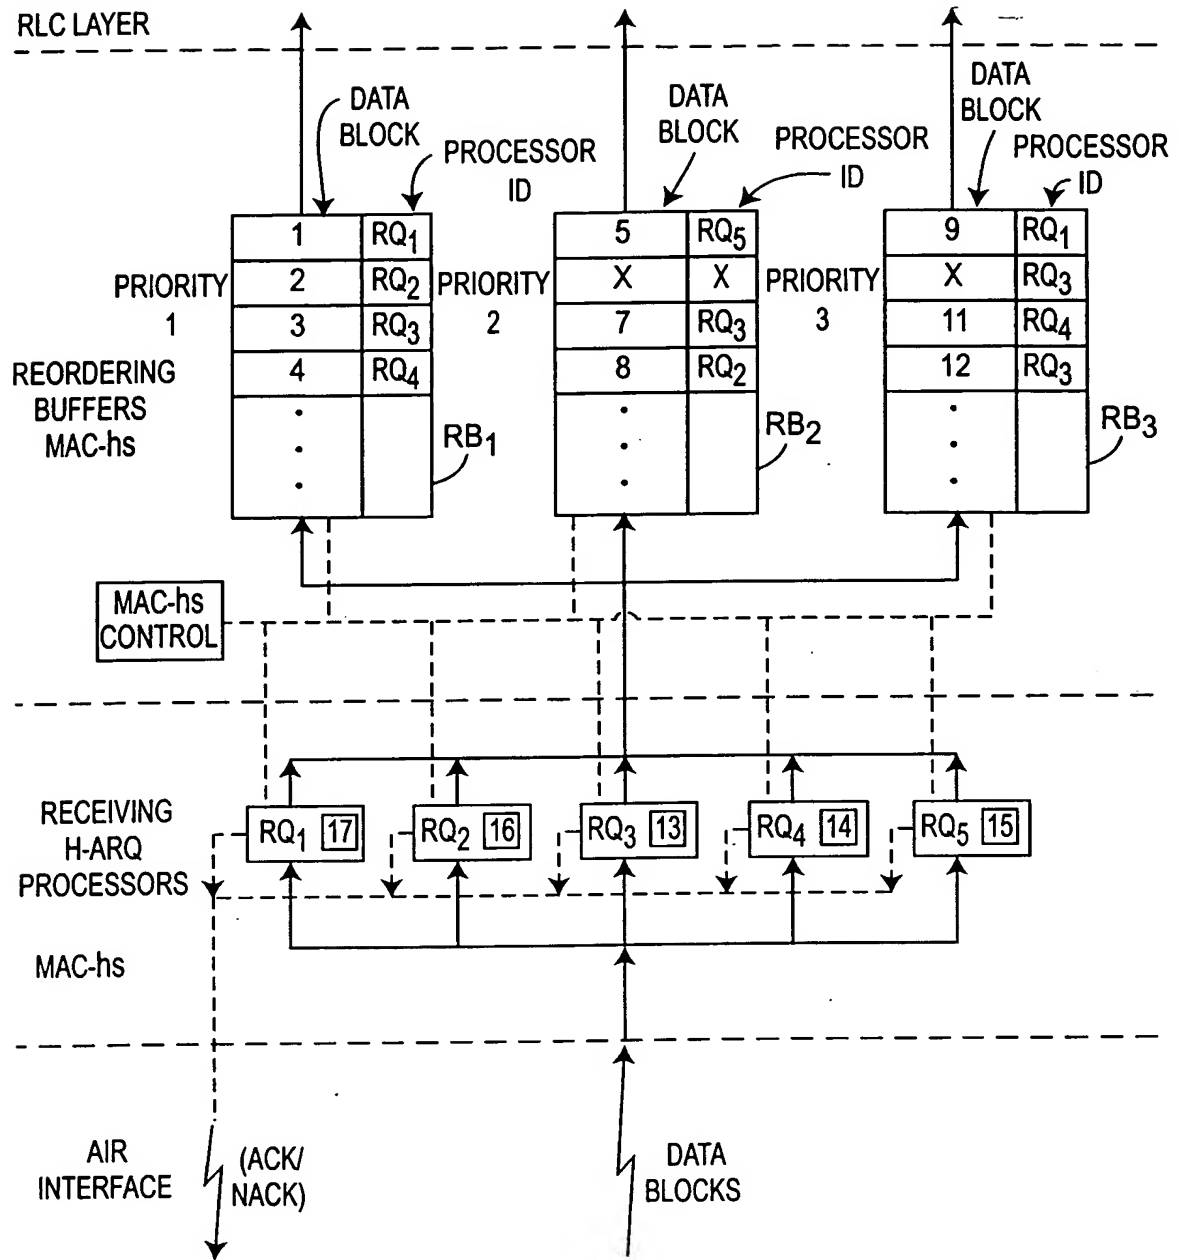 RLC LAYER
DATA BLOCK
PROCESSOR ID
DATA BLOCK
PROCESSOR ID
DATA BLOCK
PROCESSOR ID
PRIORITY 1
1 RQ1
2 RQ2
3 RQ3
4 RQ4
RB1
PRIORITY 2
5 RQ5
X X
7 RQ3
8 RQ2
RB2
PRIORITY 3
9 RQ1
X RQ3
11 RQ4
12 RQ3
RB3
REORDERING
BUFFERS
MAC-hs
MAC-hs
CONTROL
RECEIVING
H-ARQ
PROCESSORS
RQ1 17
RQ2 16
RQ3 13
RQ4 14
RQ5 15
MAC-hs
AIR
INTERFACE
(ACK/
NACK)
DATA
BLOCKS